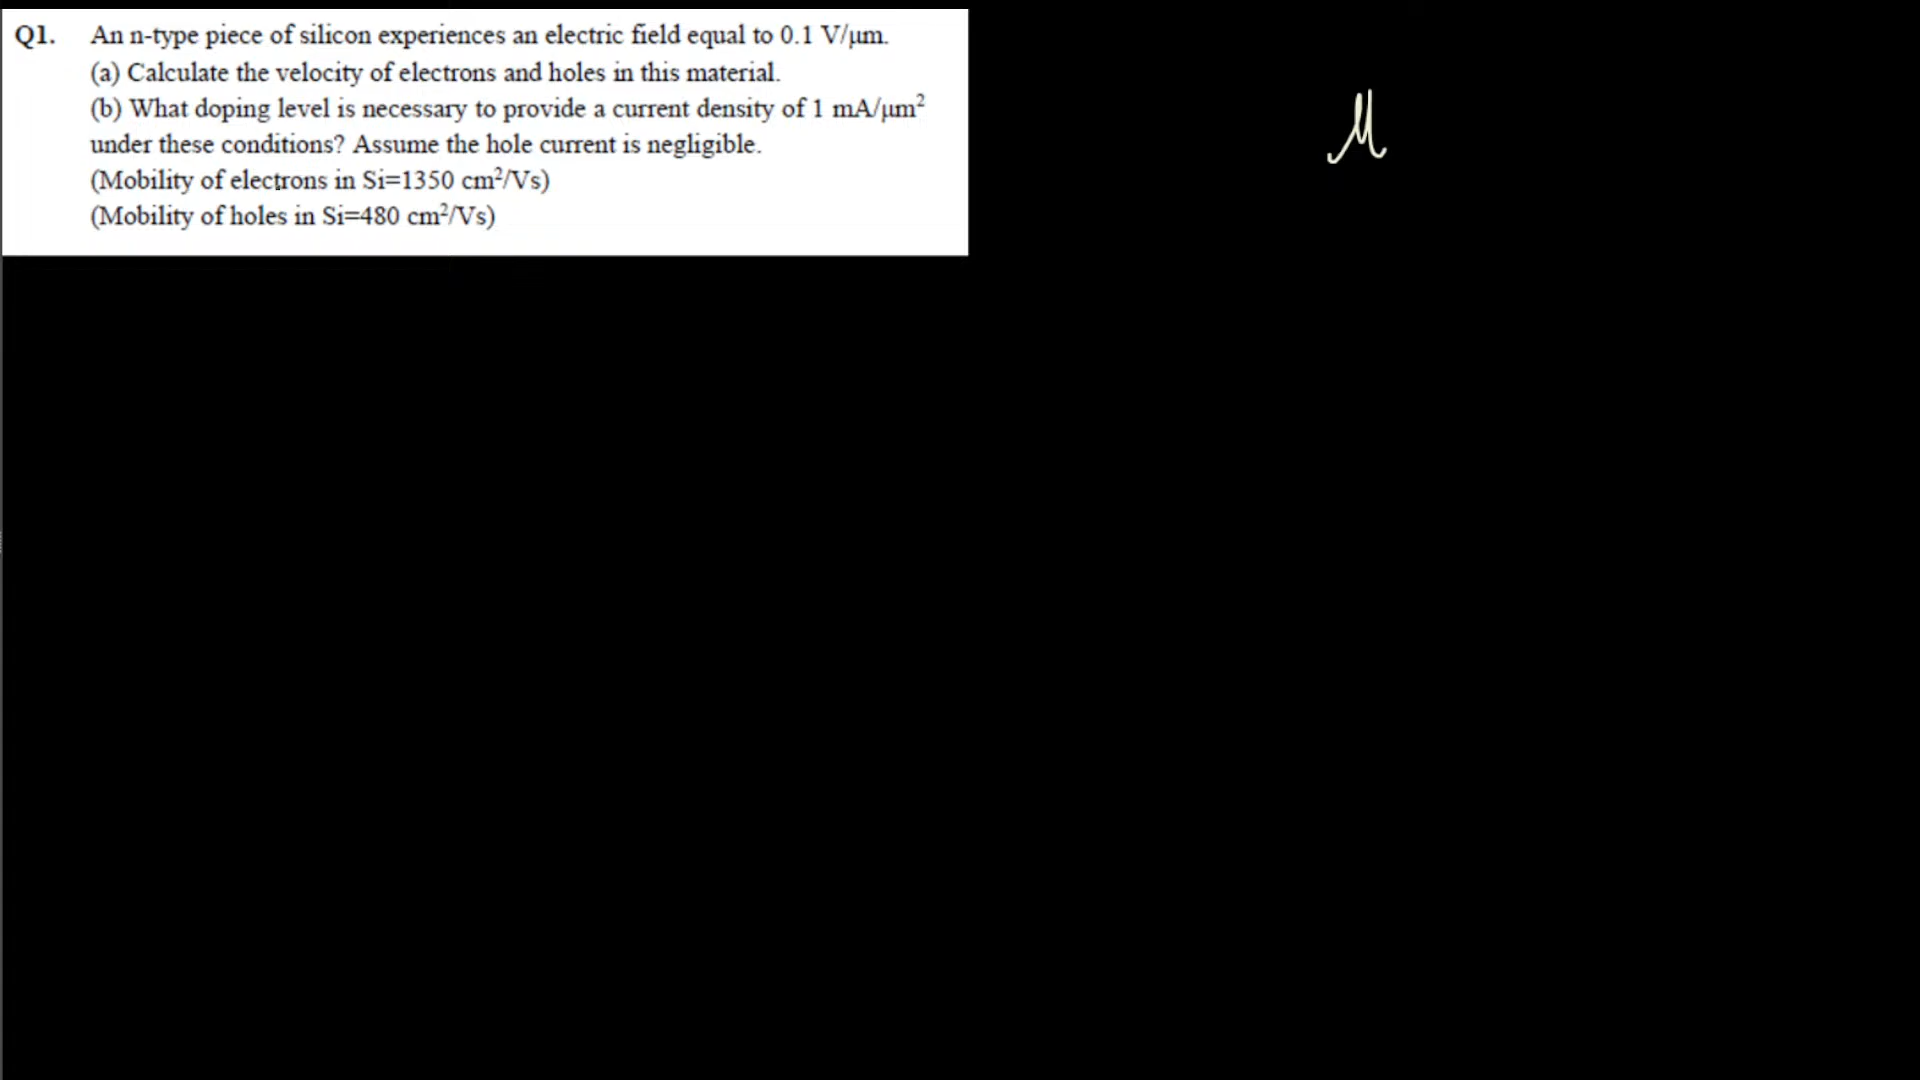 Q1. An n-type piece of silicon experiences an electric field equal to 0.1 V/μm.
(a) Calculate the velocity of electrons and holes in this material.
(b) What doping level is necessary to provide a current density of 1 mA/μm²
under these conditions? Assume the hole current is negligible.
(Mobility of electrons in Si=1350 cm²/Vs)
(Mobility of holes in Si=480 cm²/Vs)
μ